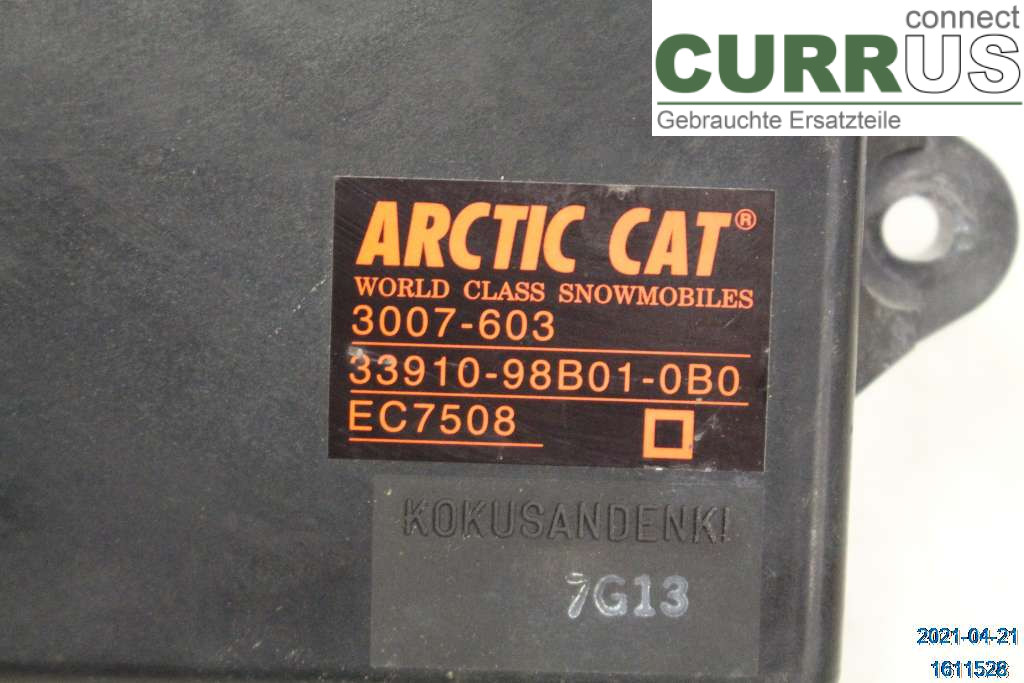 connect
CURRUS
Gebrauchte Ersatzteile
ARCTIC CAT®
WORLD CLASS SNOWMOBILES
3007-603
33910-98B01-0B0
EC7508
KOKUSANDENKI
7G13
2021-04-21
1611528